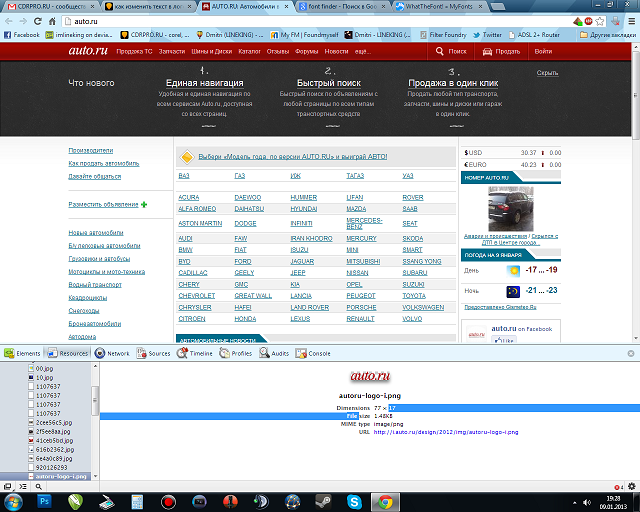 CDRPRO.RU - сообщест
как изменить текст в лого
AUTO.RU: Автомобили в
font finder - Поиск в Goo
WhatTheFont « MyFonts
auto.ru
Facebook
imlineking on devia
CDRPRO.RU - corel,
Dmitri (LINEKING)
My FM | Foundmyself
Dmitri - LINEKING
Filter Foundry
Twitter
ADSL 2+ Router
Другие закладки
auto.ru
Продажа ТС
Запчасти
Шины и Диски
Каталог
Отзывы
Форумы
Новости
ещё...
Поиск
Продать
Войти
Что нового
1.
2.
3.
Скрыть
Единая навигация
Быстрый поиск
Продажа в один клик
Удобная и единая навигация по
всем сервисам Auto.ru, доступная
со всех страниц
Быстрый поиск по объявлениям с
любой страницы по всем типам
транспортных средств
Продать любой тип транспорта,
запчасти, шины и диски или гараж
в один клик.
Производители
Как продать автомобиль
Давайте общаться
Разместить объявление
Новые автомобили
Б/у легковые автомобили
Грузовики и автобусы
Мотоциклы и мото-техника
Водный транспорт
Квадроциклы
Снегоходы
Бронеавтомобили
Автодома
Выбери «Модель года, по версии AUTO.RU» и выиграй АВТО!
ВАЗ ГАЗ ИЖ ТАГАЗ УАЗ
ACURA DAEWOO HUMMER LIFAN ROVER
ALFA ROMEO DAIHATSU HYUNDAI MAZDA SAAB
ASTON MARTIN DODGE INFINITI MERCEDES-BENZ SEAT
AUDI FAW IRAN KHODRO MERCURY SKODA
BMW FIAT ISUZU MINI SMART
BYD FORD JAGUAR MITSUBISHI SSANG YONG
CADILLAC GEELY JEEP NISSAN SUBARU
CHERY GMC KIA OPEL SUZUKI
CHEVROLET GREAT WALL LANCIA PEUGEOT TOYOTA
CHRYSLER HAFEI LAND ROVER PORSCHE VOLKSWAGEN
CITROEN HONDA LEXUS RENAULT VOLVO
АВТОМОБИЛЬНЫЕ НОВОСТИ
$ USD 30.37 0.00
€ EURO 40.23 0.00
НОМЕР AUTO.RU
Аварии и происшествия / Скрылся с
ДТП в Центре города...
ПОГОДА НА 9 ЯНВАРЯ
День -17 ...-19
Ночь -21 ...-23
Предоставлено Gismeteo.Ru
auto.ru
auto.ru on Facebook
Like
Elements
Resources
Network
Sources
Timeline
Profiles
Audits
Console
00.jpg
10.jpg
1107637
1107637
1107637
1107637
2cee56c5.jpg
2f5ee8aa.jpg
41ceb5bd.jpg
616b2362.jpg
6e4a0c89.jpg
920126293
autoru-logo-i.png
auto.ru
autoru-logo-i.png
Dimensions 77 × 17
File size 1.48KB
MIME type image/png
URL http://i.auto.ru/design/2012/img/autoru-logo-i.png
Ps
19:28
09.01.2013